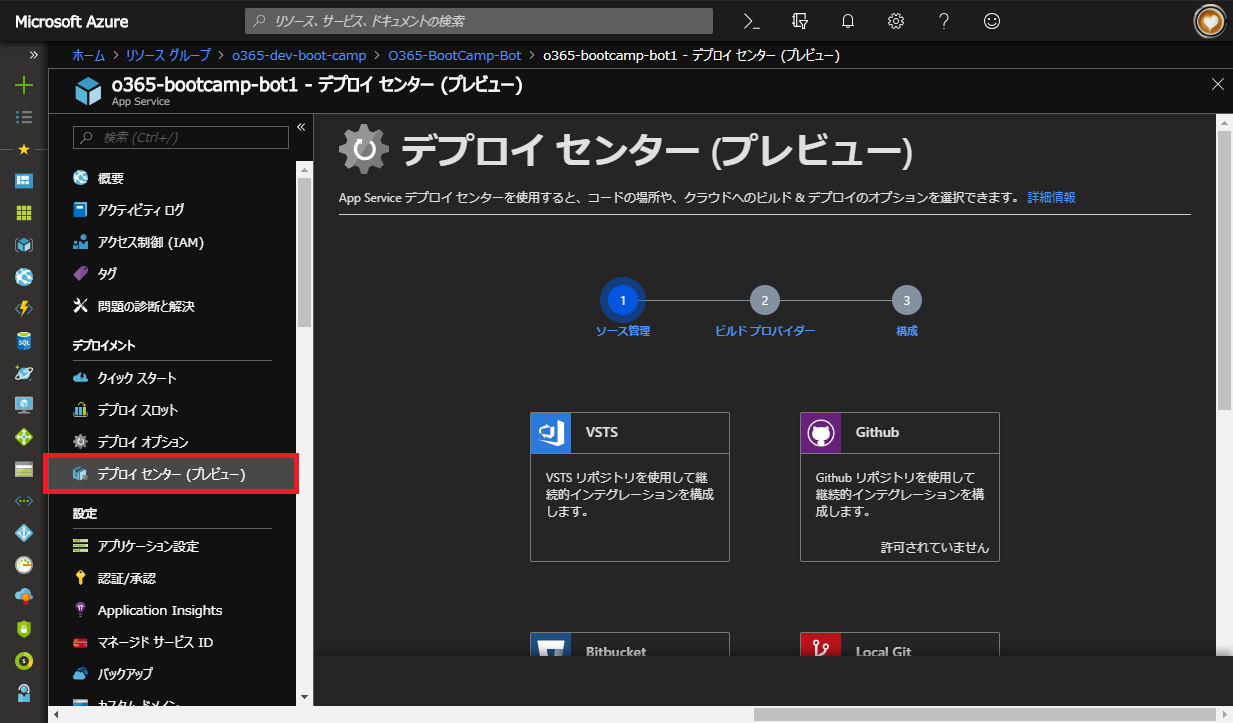 Microsoft Azure
リソース、サービス、ドキュメントの検索
ホーム > リソース グループ > o365-dev-boot-camp > O365-BootCamp-Bot > o365-bootcamp-bot1 - デプロイ センター (プレビュー)
o365-bootcamp-bot1 - デプロイ センター (プレビュー)
App Service
検索 (Ctrl+/)
概要
アクティビティ ログ
アクセス制御 (IAM)
タグ
問題の診断と解決
デプロイメント
クイック スタート
デプロイ スロット
デプロイ オプション
デプロイ センター (プレビュー)
設定
アプリケーション設定
認証/承認
Application Insights
マネージド サービス ID
バックアップ
カスタム ドメイン
デプロイ センター (プレビュー)
App Service デプロイ センターを使用すると、コードの場所や、クラウドへのビルド & デプロイのオプションを選択できます。 詳細情報
1 2 3
ソース管理 ビルド プロバイダー 構成
VSTS
VSTS リポジトリを使用して継
続的インテグレーションを構成
します。
Github
Github リポジトリを使用して
継続的インテグレーションを構
成します。
許可されていません
Bitbucket
Local Git